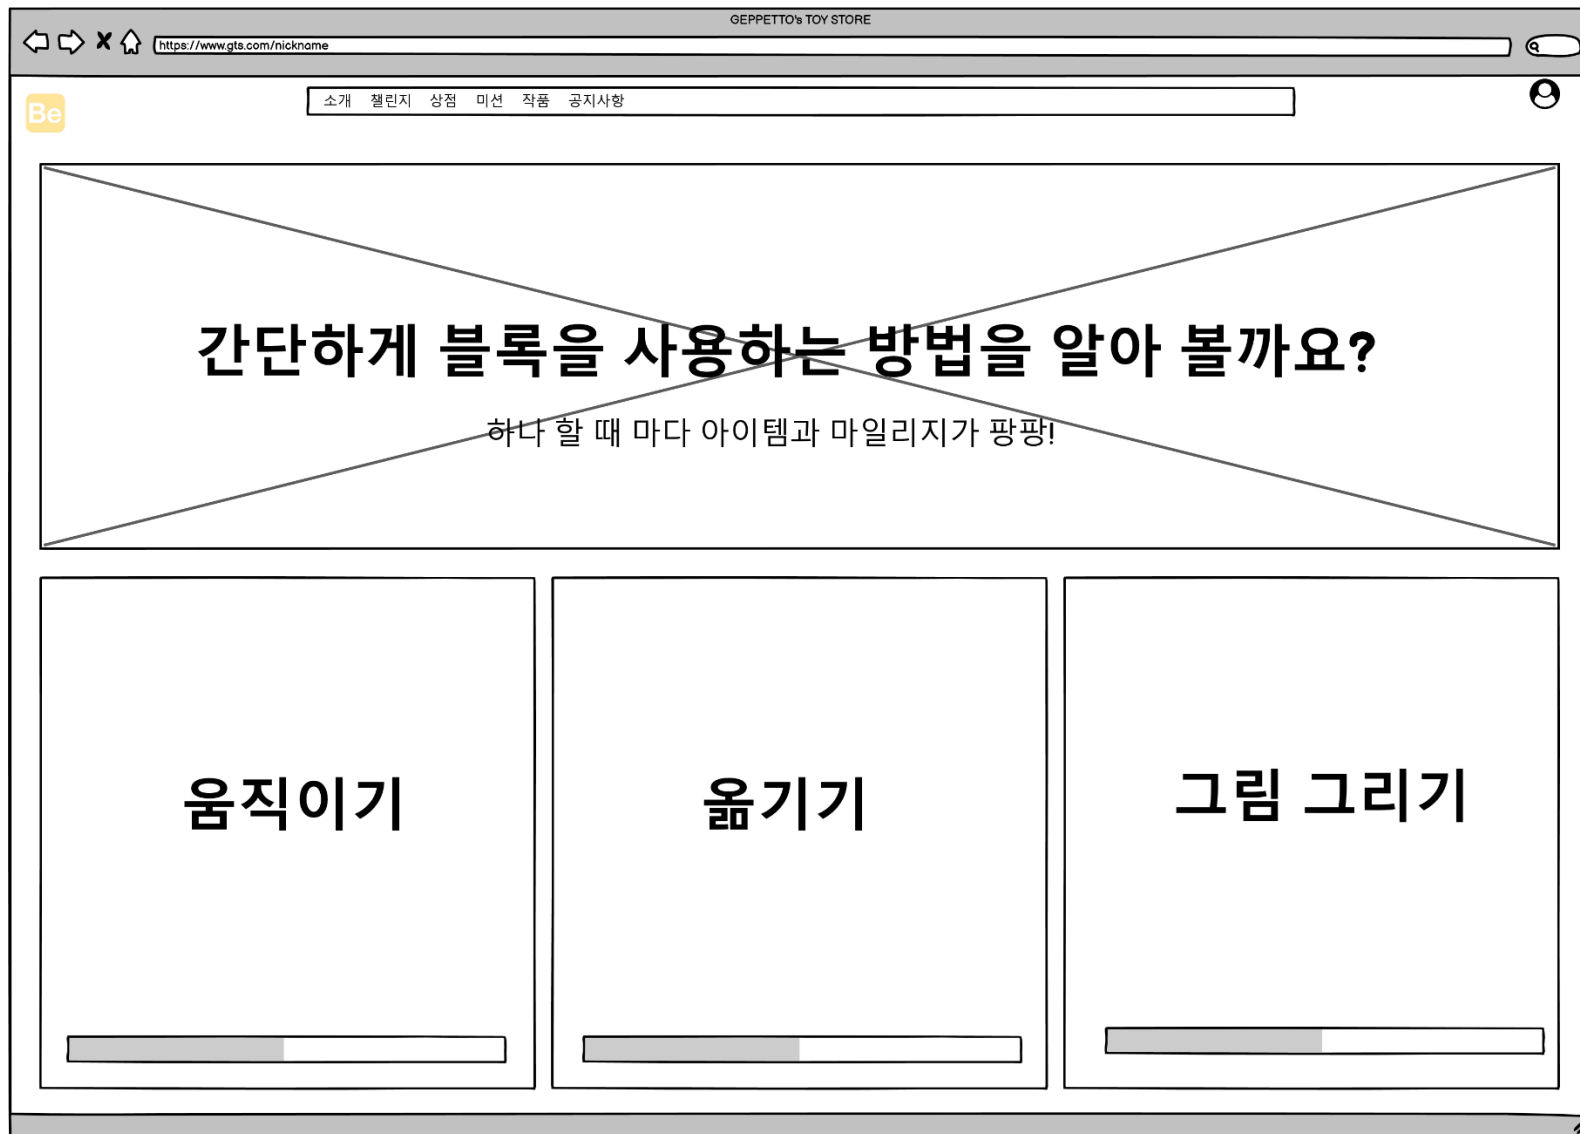 GEPPETTO's TOY STORE
https://www.gts.com/nickname
Be
소개 챌린지 상점 미션 작품 공지사항
간단하게 블록을 사용하는 방법을 알아 볼까요?
하나 할 때 마다 아이템과 마일리지가 팡팡!
움직이기
옮기기
그림 그리기